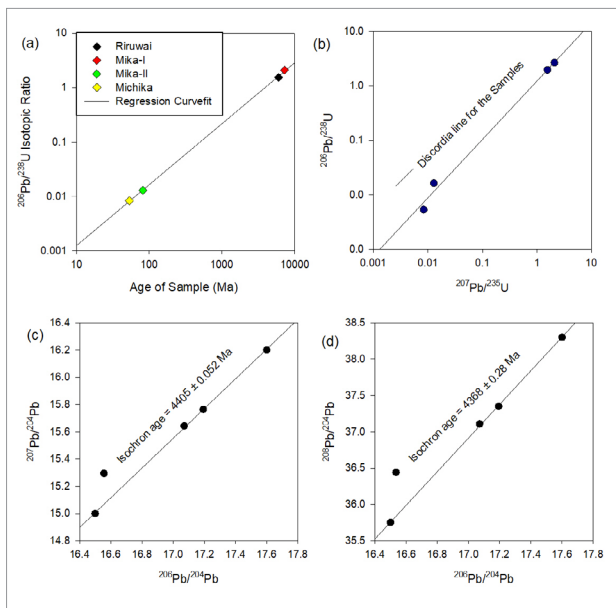 (a)
Riruwai
Mika-I
Mika-II
Michika
Regression Curvefit
10
1
0.1
0.01
0.001
²⁰⁶Pb/²³⁸U Isotopic Ratio
10 100 1000 10000
Age of Sample (Ma)
(b)
1.0
0.1
0.0
0.0
²⁰⁶Pb/²³⁸U
Discordia line for the Samples
0.001 0.01 0.1 1 10
²⁰⁷Pb/²³⁵U
(c)
16.4
16.2
16.0
15.8
15.6
15.4
15.2
15.0
14.8
²⁰⁷Pb/²⁰⁴Pb
Isochron age = 4405 ± 0.052 Ma
16.4 16.6 16.8 17.0 17.2 17.4 17.6 17.8
²⁰⁶Pb/²⁰⁴Pb
(d)
38.5
38.0
37.5
37.0
36.5
36.0
35.5
²⁰⁸Pb/²⁰⁴Pb
Isochron age = 4368 ± 0.28 Ma
16.4 16.6 16.8 17.0 17.2 17.4 17.6 17.8
²⁰⁶Pb/²⁰⁴Pb